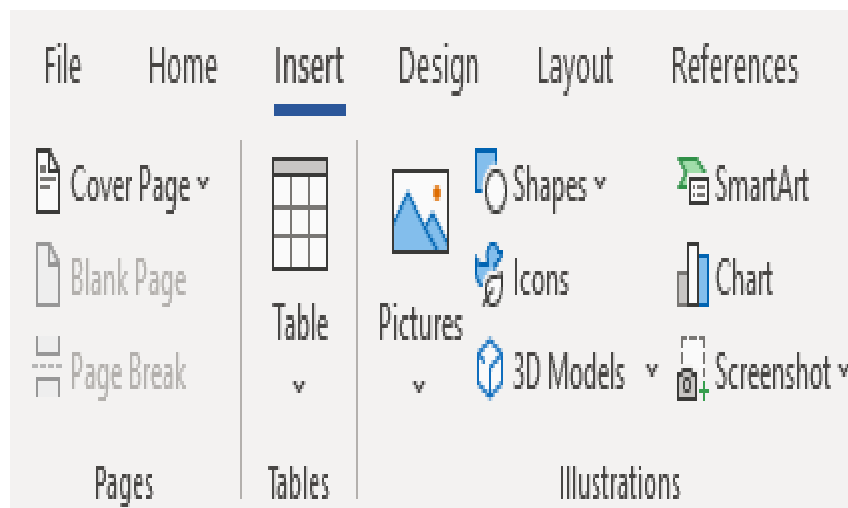 File Home Insert Design Layout References
Cover Page
Blank Page
Page Break
Pages
Table
Tables
Pictures
Shapes
Icons
3D Models
SmartArt
Chart
Screenshot
Illustrations